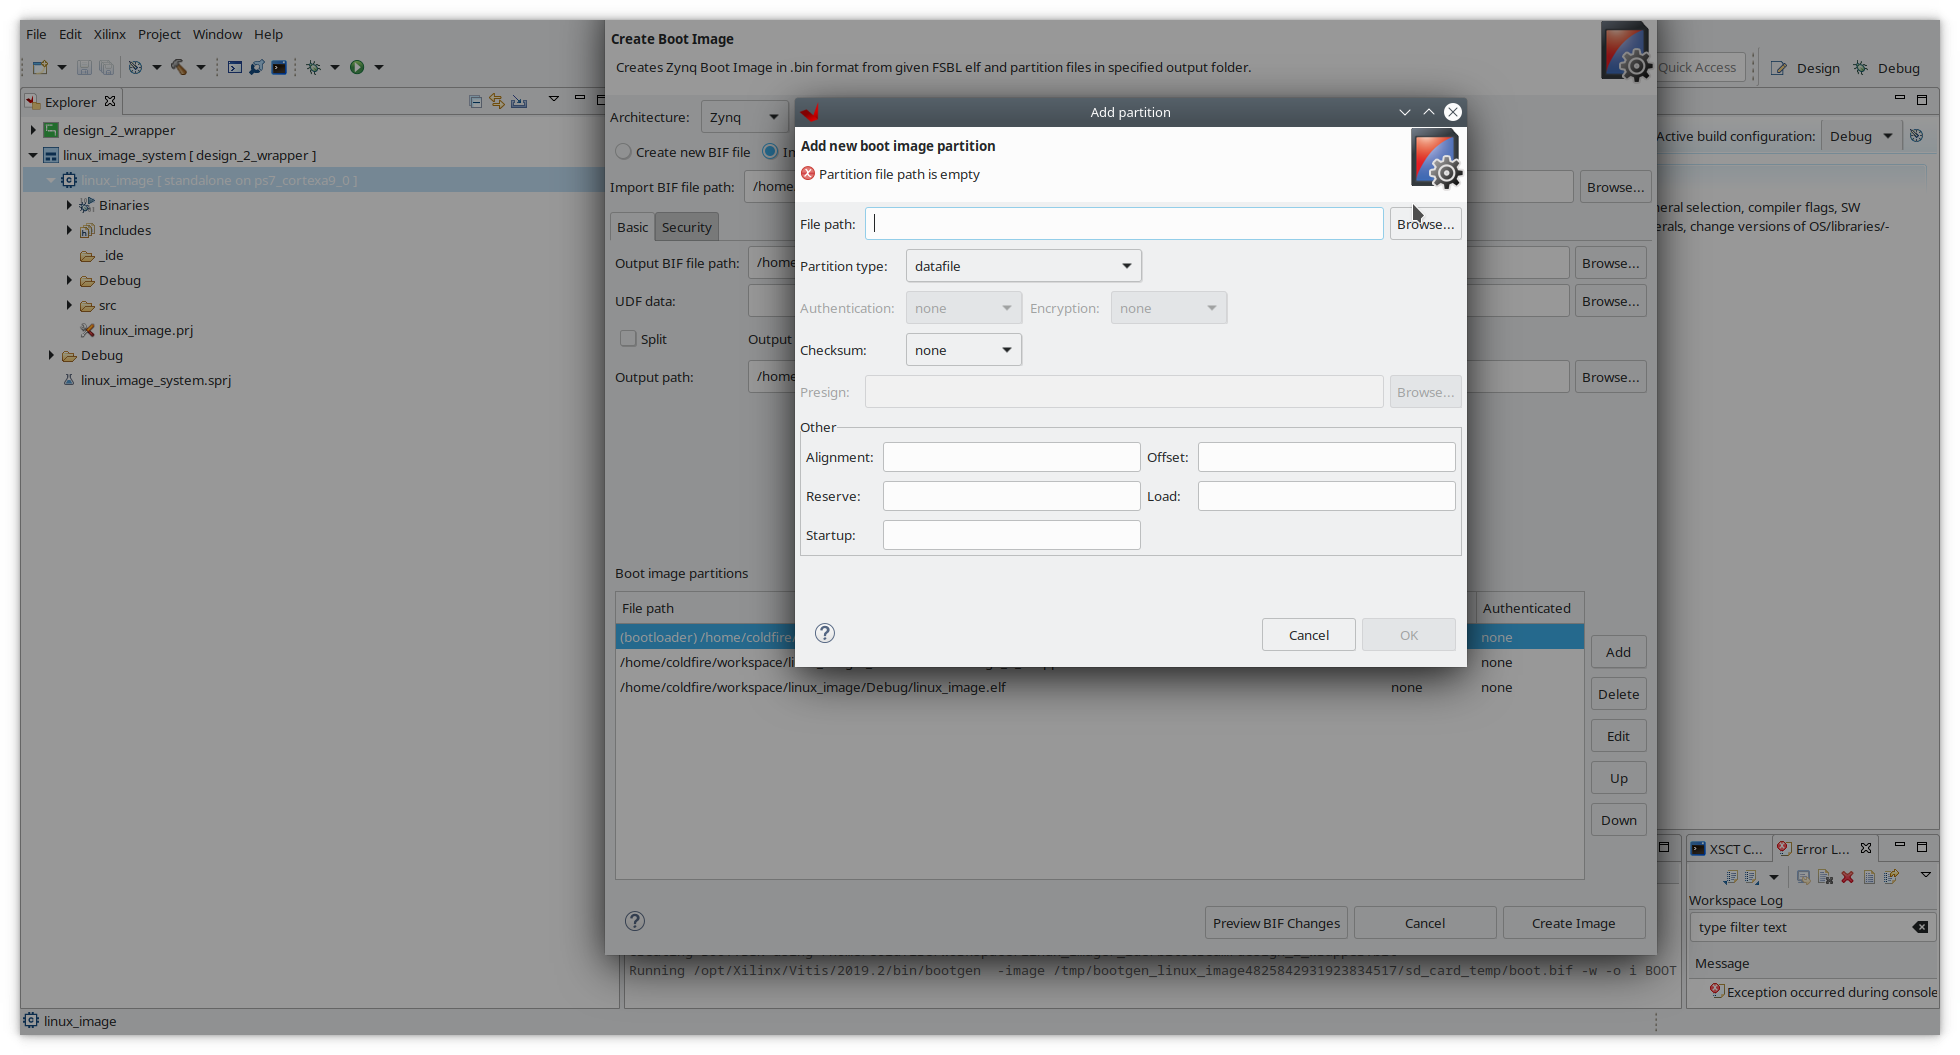 File Edit Xilinx Project Window Help
Explorer
design_2_wrapper
linux_image_system [ design_2_wrapper ]
linux_image [ standalone on ps7_cortexa9_0 ]
Binaries
Includes
_ide
Debug
src
linux_image.prj
Debug
linux_image_system.sprj
linux_image
Create Boot Image
Creates Zynq Boot Image in .bin format from given FSBL elf and partition files in specified output folder.
Architecture: Zynq
Create new BIF file
Import BIF file path: /home Browse...
Basic Security
Output BIF file path: /home Browse...
UDF data: Browse...
Split Output
Output path: /home Browse...
Boot image partitions
File path Authenticated
(bootloader) /home/coldfire/ none
/home/coldfire/workspace/ none
/home/coldfire/workspace/linux_image/Debug/linux_image.elf none none
Add
Delete
Edit
Up
Down
Preview BIF Changes Cancel Create Image
Add partition
Add new boot image partition
Partition file path is empty
File path: Browse...
Partition type: datafile
Authentication: none Encryption: none
Checksum: none
Presign: Browse...
Other
Alignment: Offset:
Reserve: Load:
Startup:
Cancel OK
Quick Access Design Debug
Active build configuration: Debug
selection, compiler flags, SW
change versions of OS/libraries/-
Running /opt/Xilinx/Vitis/2019.2/bin/bootgen -image /tmp/bootgen_linux_image4825842931923834517/sd_card_temp/boot.bif -w -o i BOOT
XSCT C... Error L...
Workspace Log
type filter text
Message
Exception occurred during console